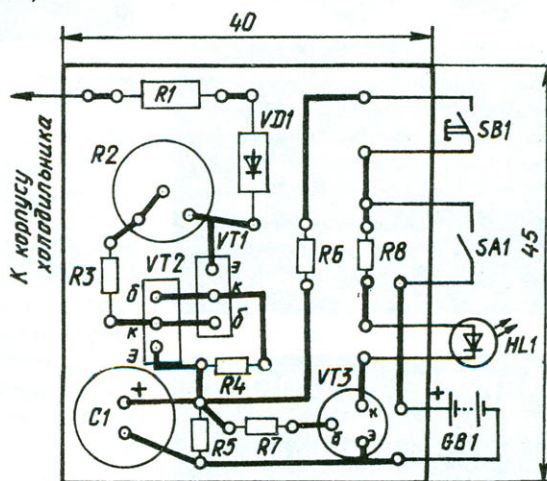 40
R1
VD1
SB1
R2
К корпусу
холодильника
VT1
R3
VT2
э
R6
R8
SA1
45
б
к
к
б
э
R4
HL1
+
C1
VT3
к
+
R5
R7
б
э
GB1